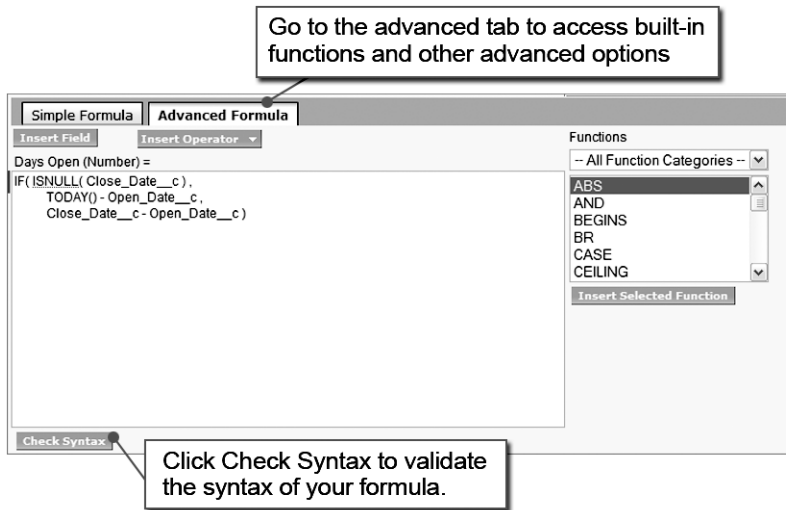 Go to the advanced tab to access built-in
functions and other advanced options
Simple Formula
Advanced Formula
Insert Field
Insert Operator
Functions
Days Open (Number) =
-- All Function Categories --
IF( ISNULL( Close_Date__c ) ,
TODAY() - Open_Date__c ,
Close_Date__c - Open_Date__c )
ABS
AND
BEGINS
BR
CASE
CEILING
Insert Selected Function
Check Syntax
Click Check Syntax to validate
the syntax of your formula.